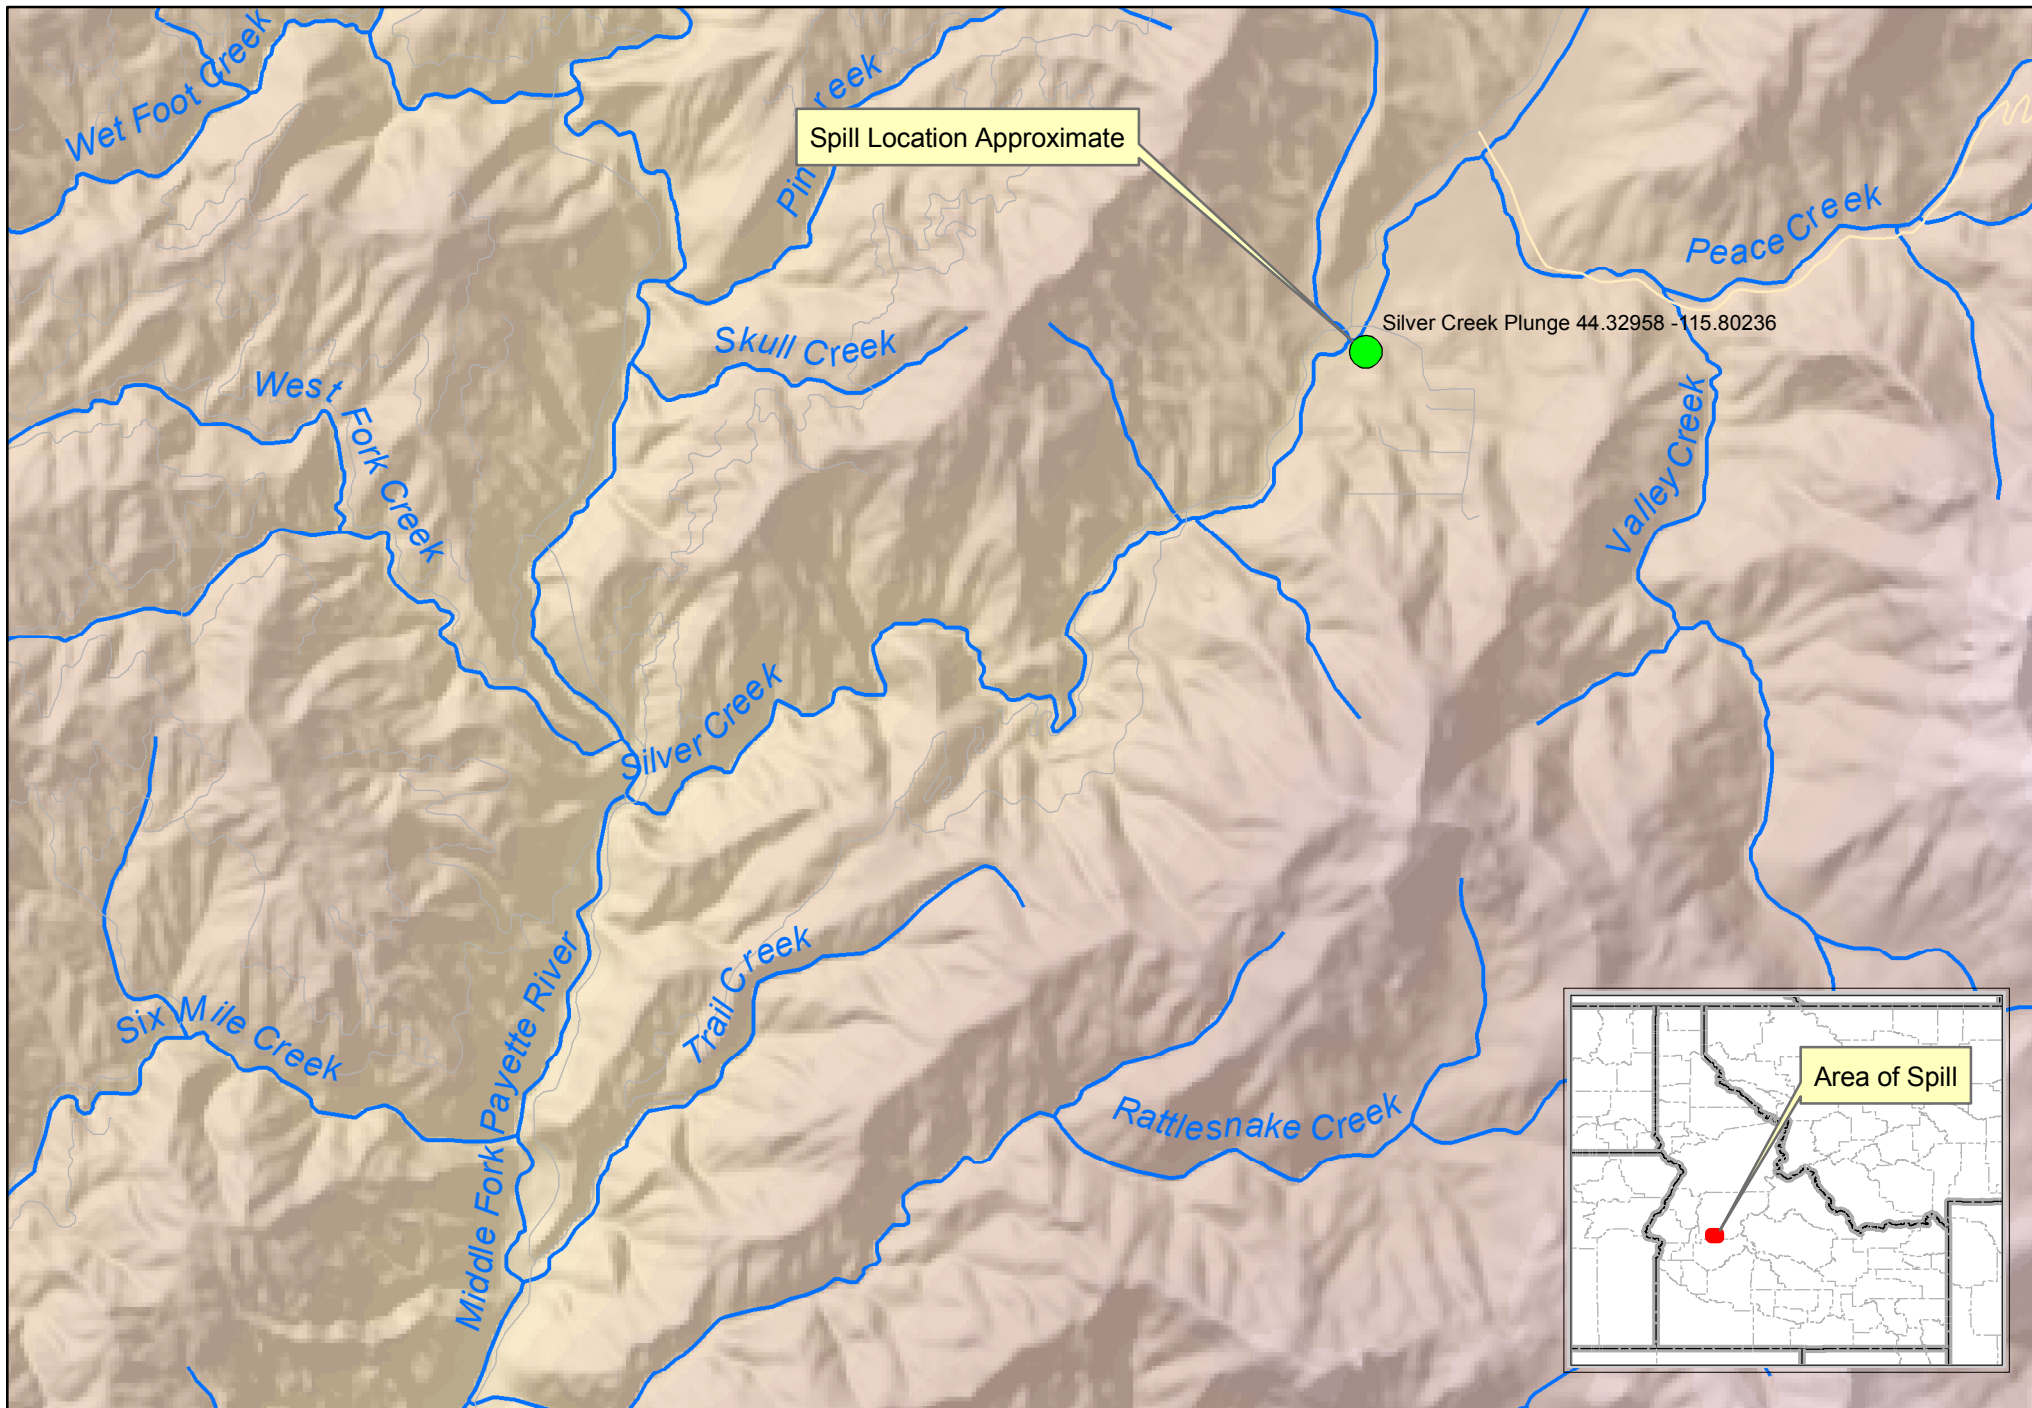 Wet Foot Creek
Pin reek
Spill Location Approximate
Peace Creek
Silver Creek Plunge 44.32958 -115.80236
Skull Creek
West Fork Creek
Valley Creek
Silver Creek
Trail Creek
Middle Fork Payette River
Six Mile Creek
Rattlesnake Creek
Area of Spill